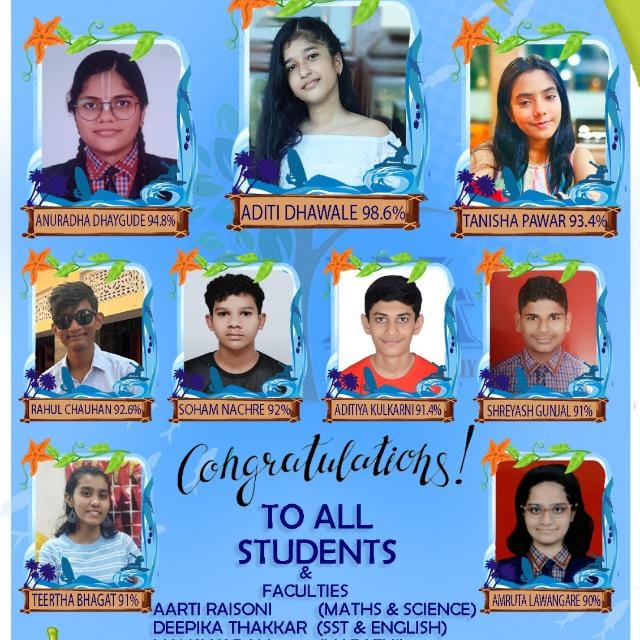 ANURADHA DHAYGUDE 94.8%
ADITI DHAWALE 98.6%
TANISHA PAWAR 93.4%
RAHUL CHAUHAN 92.6%
SOHAM NACHRE 92%
ADITIYA KULKARNI 91.4%
SHREYASH GUNJAL 91%
Congratulations!
TO ALL
STUDENTS
&
FACULTIES
TEERTHA BHAGAT 91%
AMRUTA LAWANGARE 90%
AARTI RAISONI (MATHS & SCIENCE)
DEEPIKA THAKKAR (SST & ENGLISH)